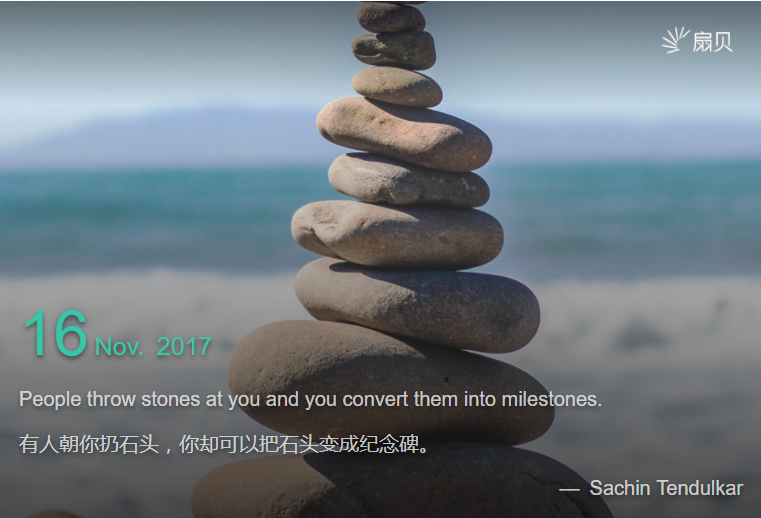 扇贝
16 Nov. 2017
People throw stones at you and you convert them into milestones.
有人朝你扔石头，你却可以把石头变成纪念碑。
— Sachin Tendulkar